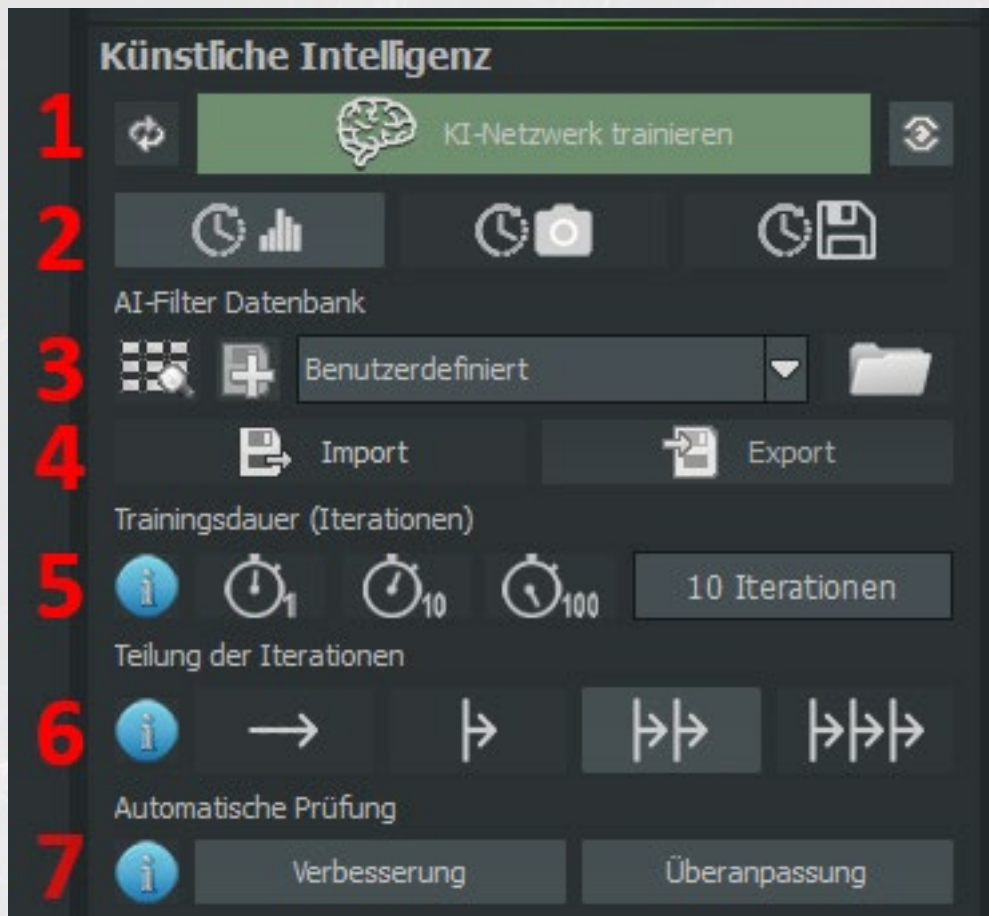 Künstliche Intelligenz
1 KI-Netzwerk trainieren
2
AI-Filter Datenbank
3 Benutzerdefiniert
4 Import Export
Trainingsdauer (Iterationen)
5 i 1 10 100 10 Iterationen
Teilung der Iterationen
6 i
Automatische Prüfung
7 i Verbesserung Überanpassung